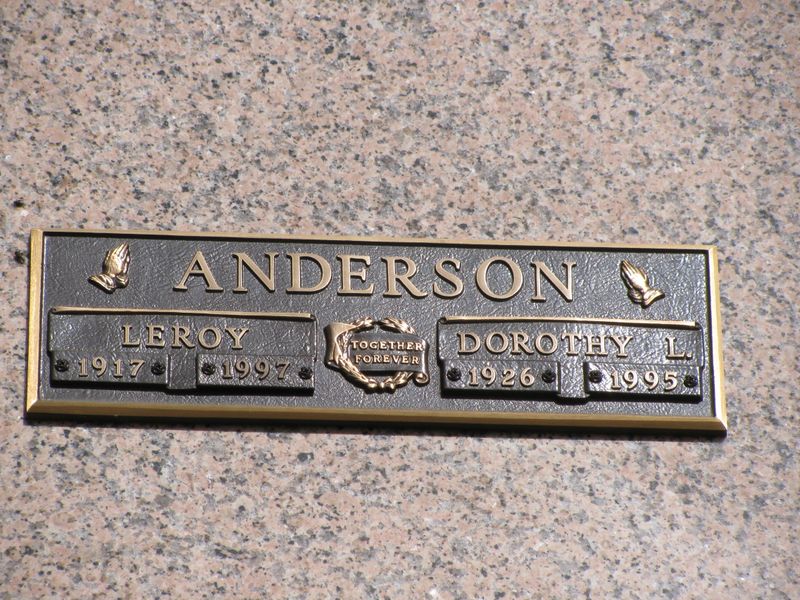 ANDERSON
LEROY
1917 1997
TOGETHER
FOREVER
DOROTHY L.
1926 1995